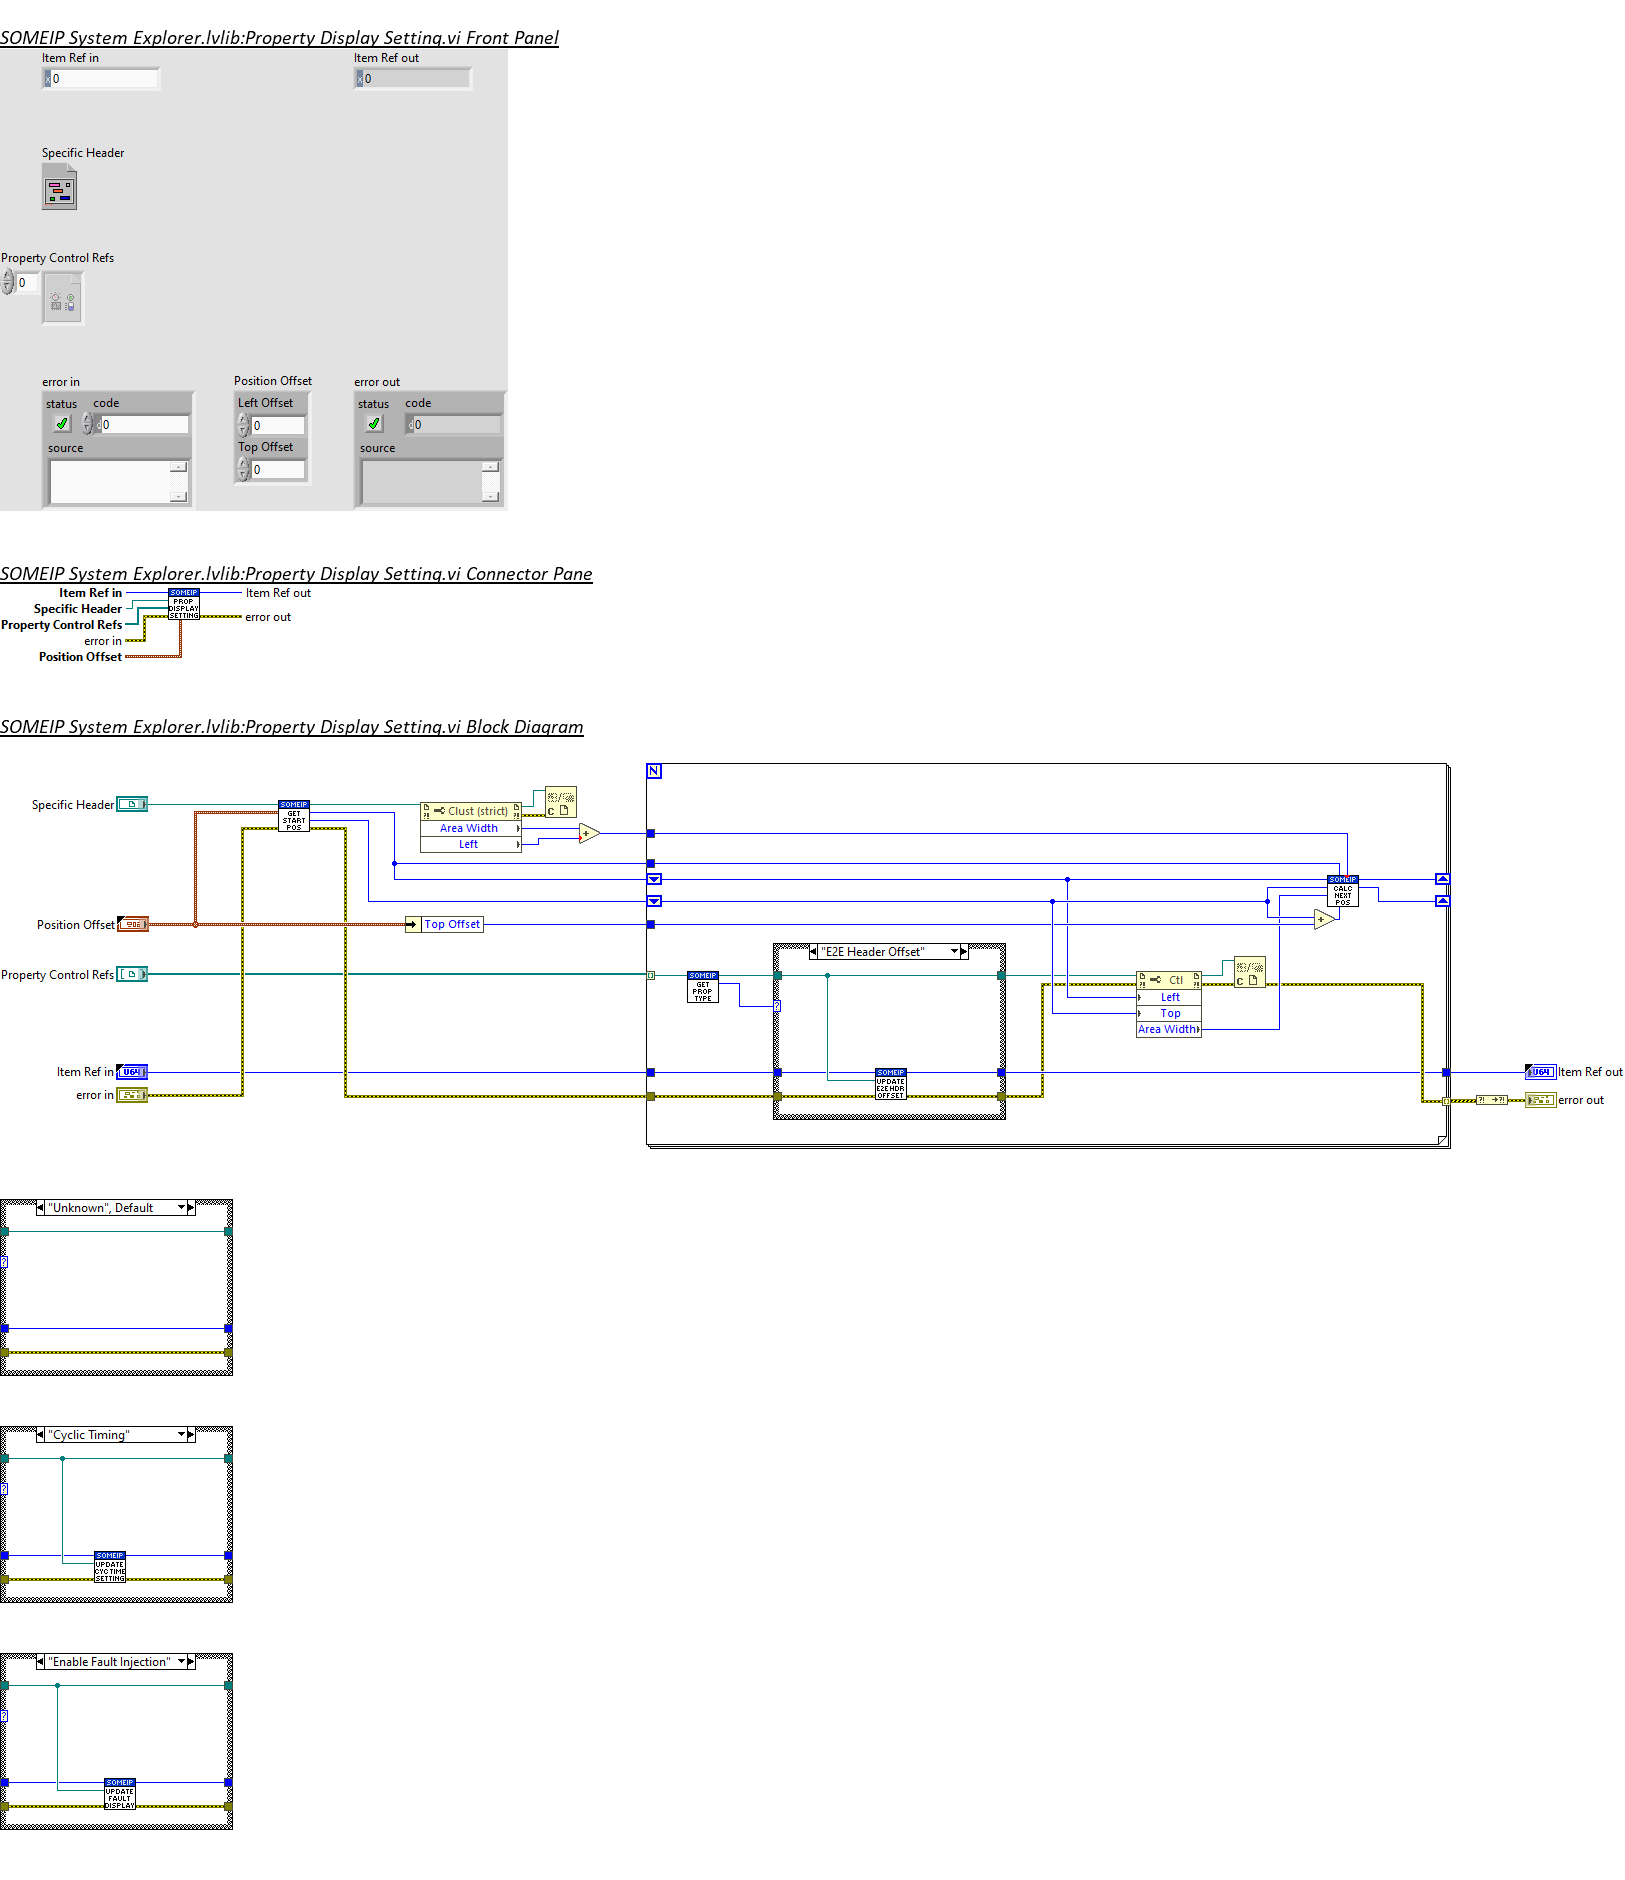 SOMEIP System Explorer.lvlib:Property Display Setting.vi Front Panel
Item Ref in
Item Ref out
x 0
x 0
Specific Header
Property Control Refs
0
error in
Position Offset
error out
status
code
Left Offset
status
code
0
0
0
source
Top Offset
source
0
SOMEIP System Explorer.lvlib:Property Display Setting.vi Connector Pane
Item Ref in
SOMEIP
PROP
DISPLAY
SETTING
Item Ref out
Specific Header
Property Control Refs
error out
error in
Position Offset
SOMEIP System Explorer.lvlib:Property Display Setting.vi Block Diagram
N
Specific Header
SOMEIP
GET
START
POS
Clust (strict)
Area Width
Left
C
+
SOMEIP
CALC
NEXT
POS
+
Position Offset
Top Offset
"E2E Header Offset"
Property Control Refs
SOMEIP
GET
PROP
TYPE
?
Ctl
Left
Top
Area Width
C
Item Ref in
U64
SOMEIP
UPDATE
E2E HDR
OFFSET
U64
Item Ref out
error in
?! →?!
error out
"Unknown", Default
?
"Cyclic Timing"
?
SOMEIP
UPDATE
CYC TIME
SETTING
"Enable Fault Injection"
?
SOMEIP
UPDATE
FAULT
DISPLAY